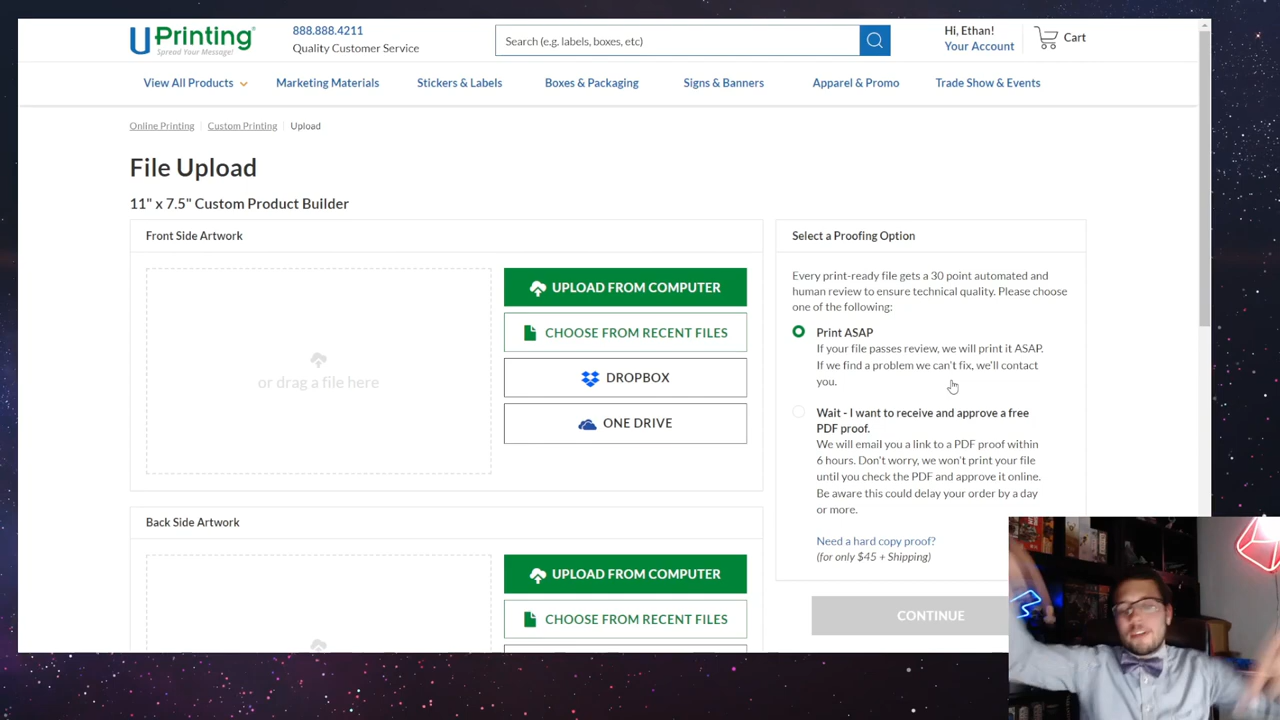 UPrinting
Spread Your Message!
888.888.4211
Quality Customer Service
Search (e.g. labels, boxes, etc)
Hi, Ethan!
Your Account
Cart
View All Products
Marketing Materials
Stickers & Labels
Boxes & Packaging
Signs & Banners
Apparel & Promo
Trade Show & Events
Online Printing
Custom Printing
Upload
File Upload
11" x 7.5" Custom Product Builder
Front Side Artwork
or drag a file here
UPLOAD FROM COMPUTER
CHOOSE FROM RECENT FILES
DROPBOX
ONE DRIVE
Back Side Artwork
UPLOAD FROM COMPUTER
CHOOSE FROM RECENT FILES
Select a Proofing Option
Every print-ready file gets a 30 point automated and
human review to ensure technical quality. Please choose
one of the following:
Print ASAP
If your file passes review, we will print it ASAP.
If we find a problem we can't fix, we'll contact
you.
Wait - I want to receive and approve a free
PDF proof.
We will email you a link to a PDF proof within
6 hours. Don't worry, we won't print your file
until you check the PDF and approve it online.
Be aware this could delay your order by a day
or more.
Need a hard copy proof?
(for only $45 + Shipping)
CONTINUE